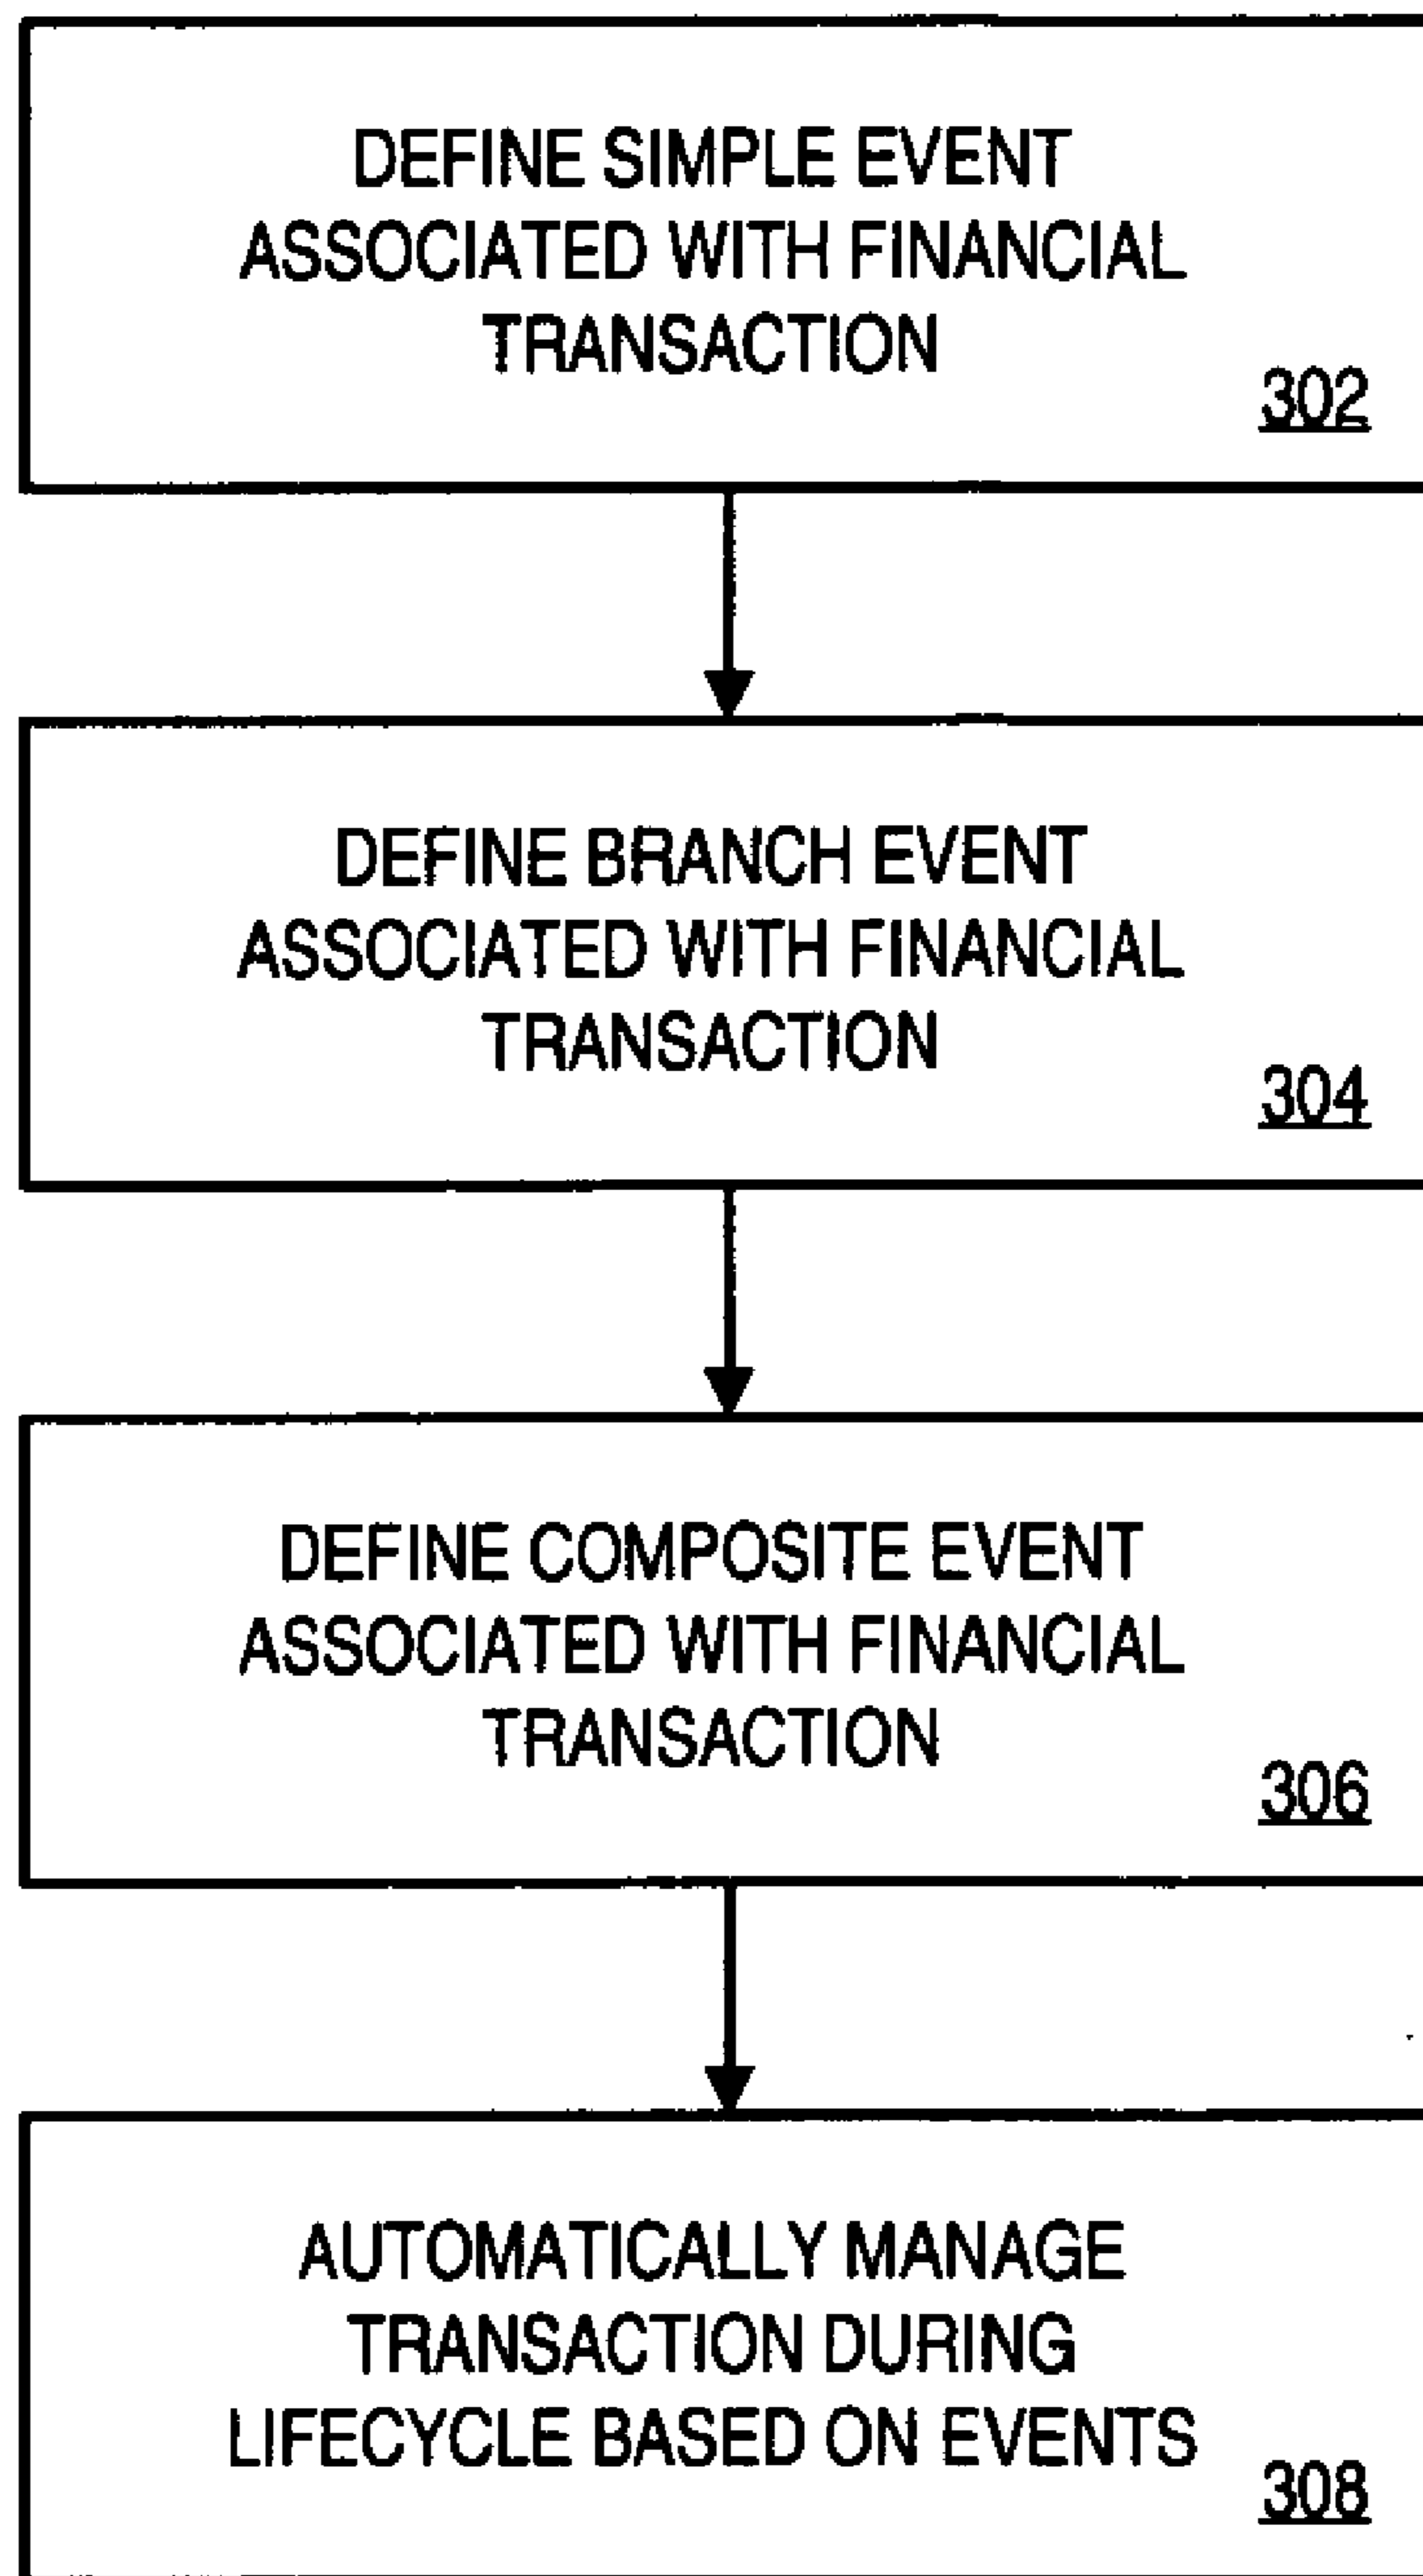 DEFINE SIMPLE EVENT
ASSOCIATED WITH FINANCIAL
TRANSACTION
302
DEFINE BRANCH EVENT
ASSOCIATED WITH FINANCIAL
TRANSACTION
304
DEFINE COMPOSITE EVENT
ASSOCIATED WITH FINANCIAL
TRANSACTION
306
AUTOMATICALLY MANAGE
TRANSACTION DURING
LIFECYCLE BASED ON EVENTS
308